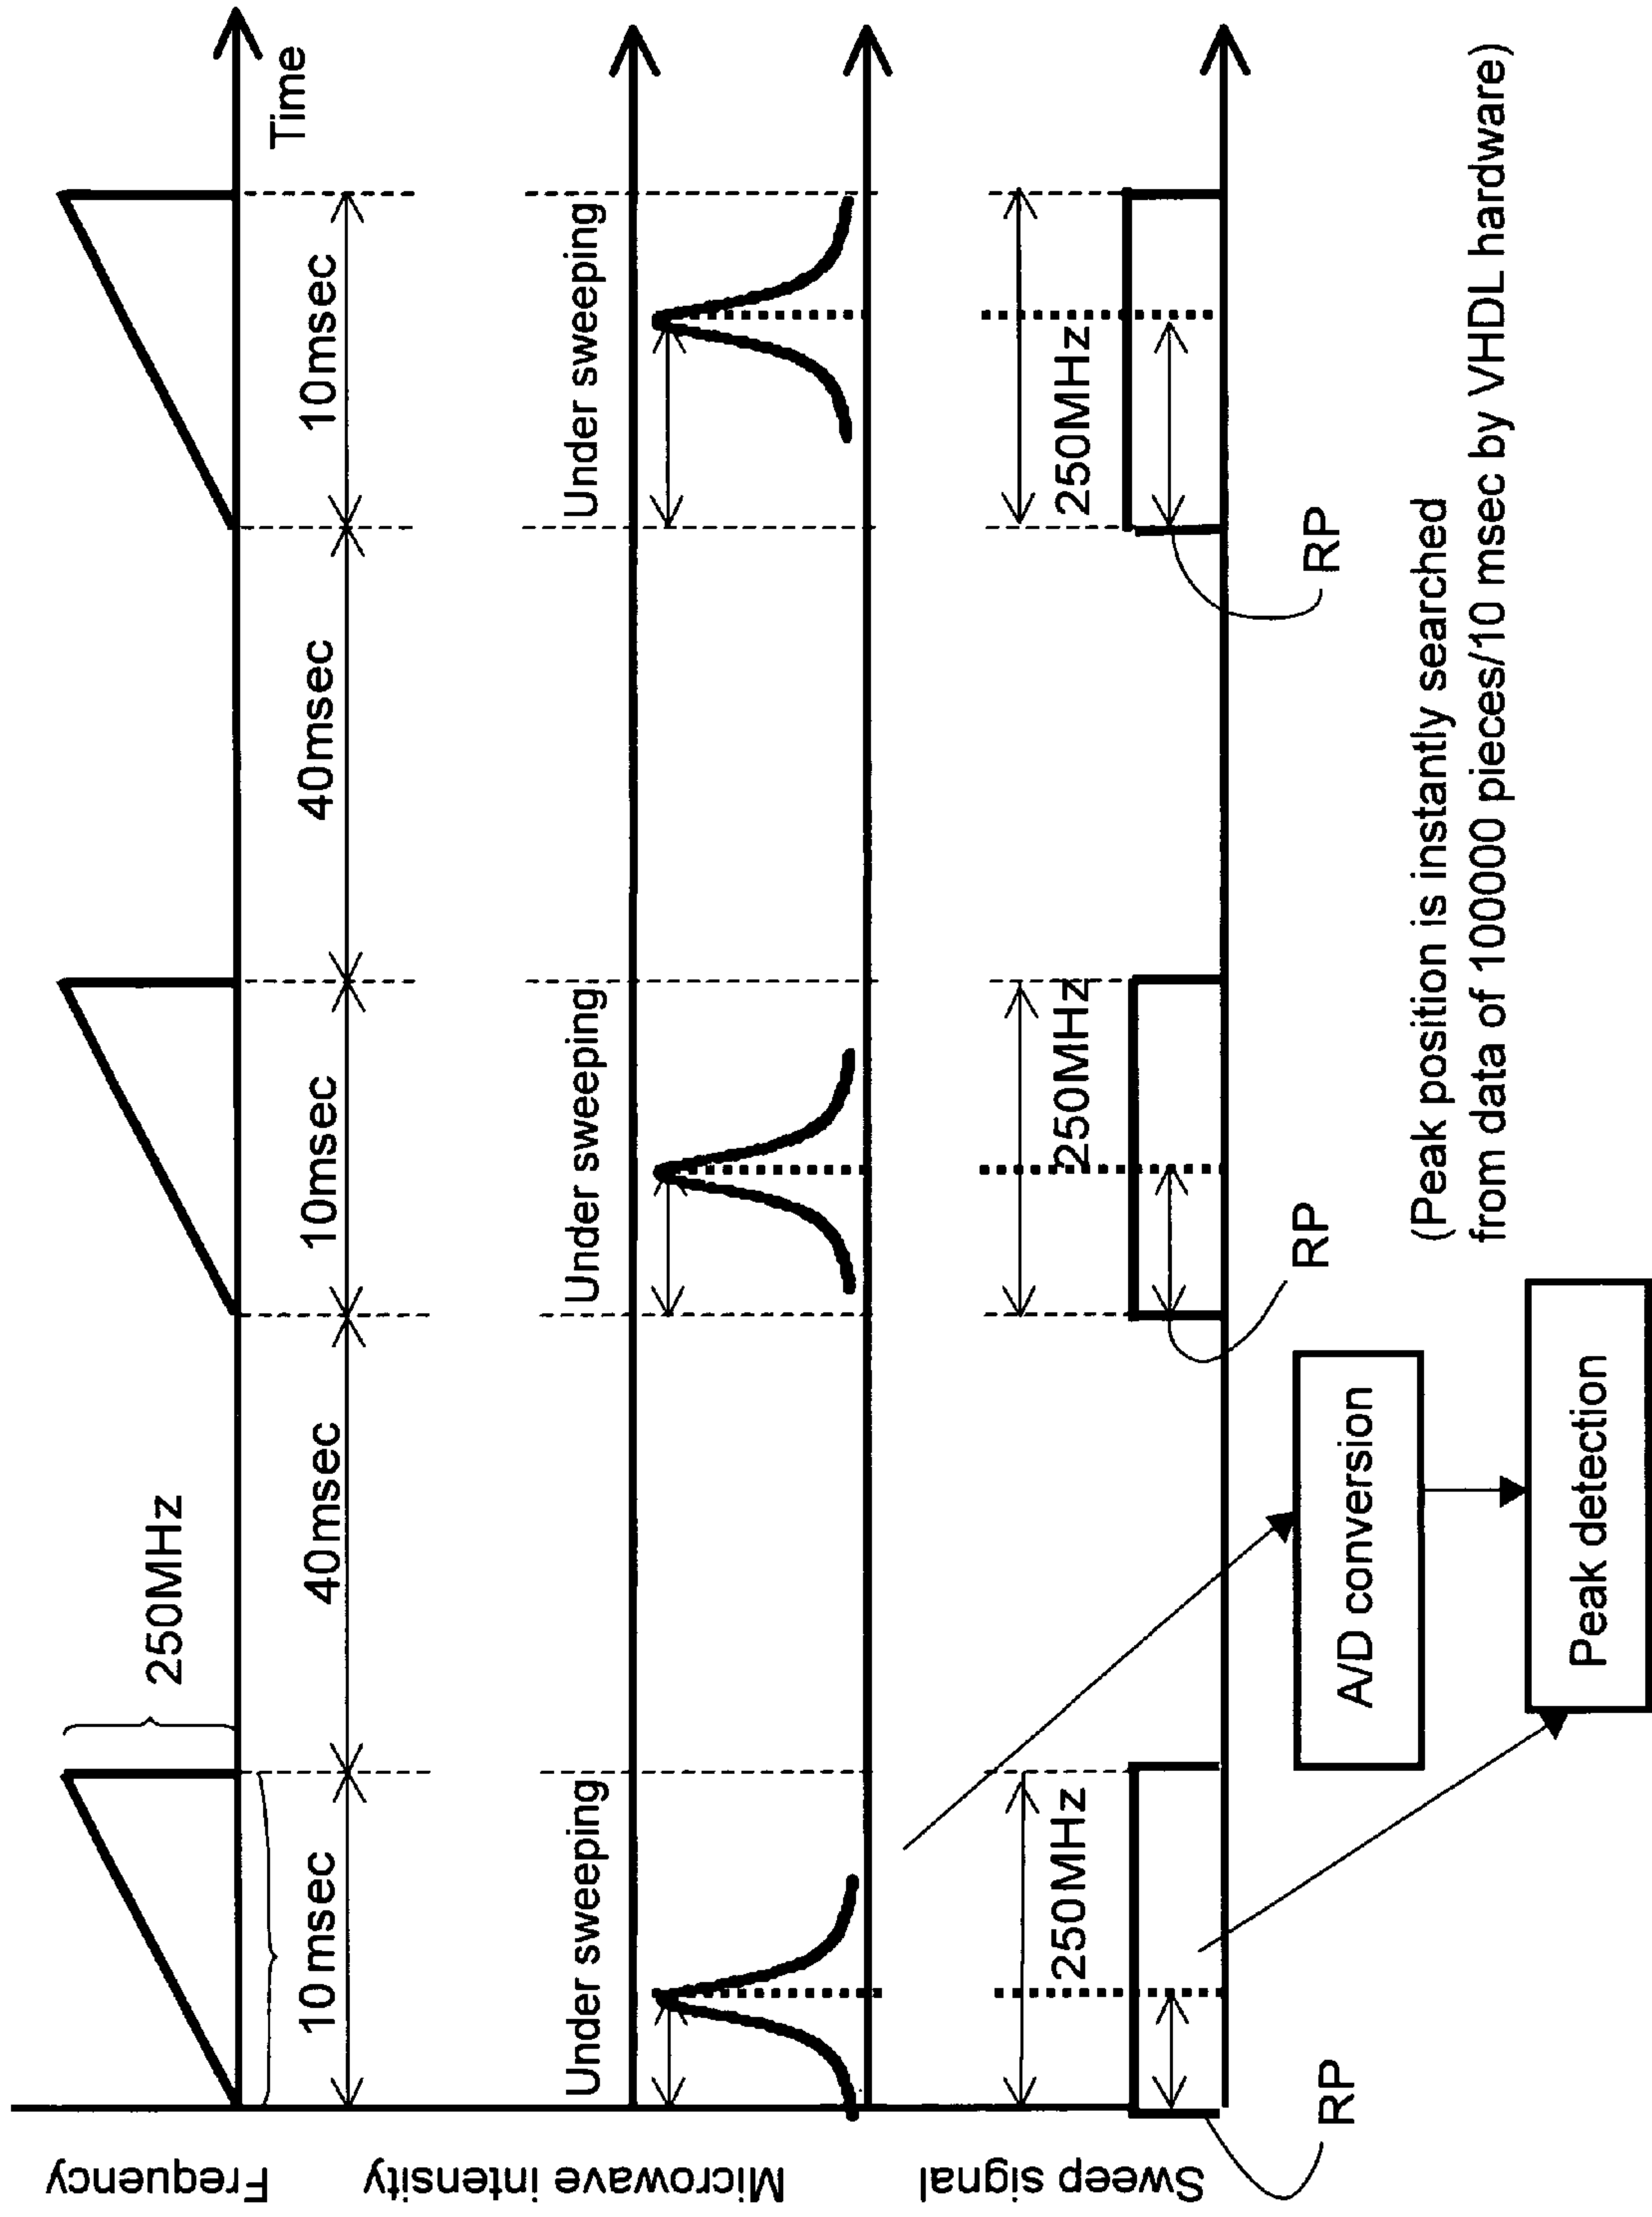 Frequency
250MHz
Time
10msec
40msec
10msec
40msec
10msec
Microwave intensity
Under sweeping
Under sweeping
Under sweeping
Sweep signal
250MHz
250MHz
250MHz
RP
RP
RP
A/D conversion
Peak detection
(Peak position is instantly searched
from data of 100000 pieces/10 msec by VHDL hardware)